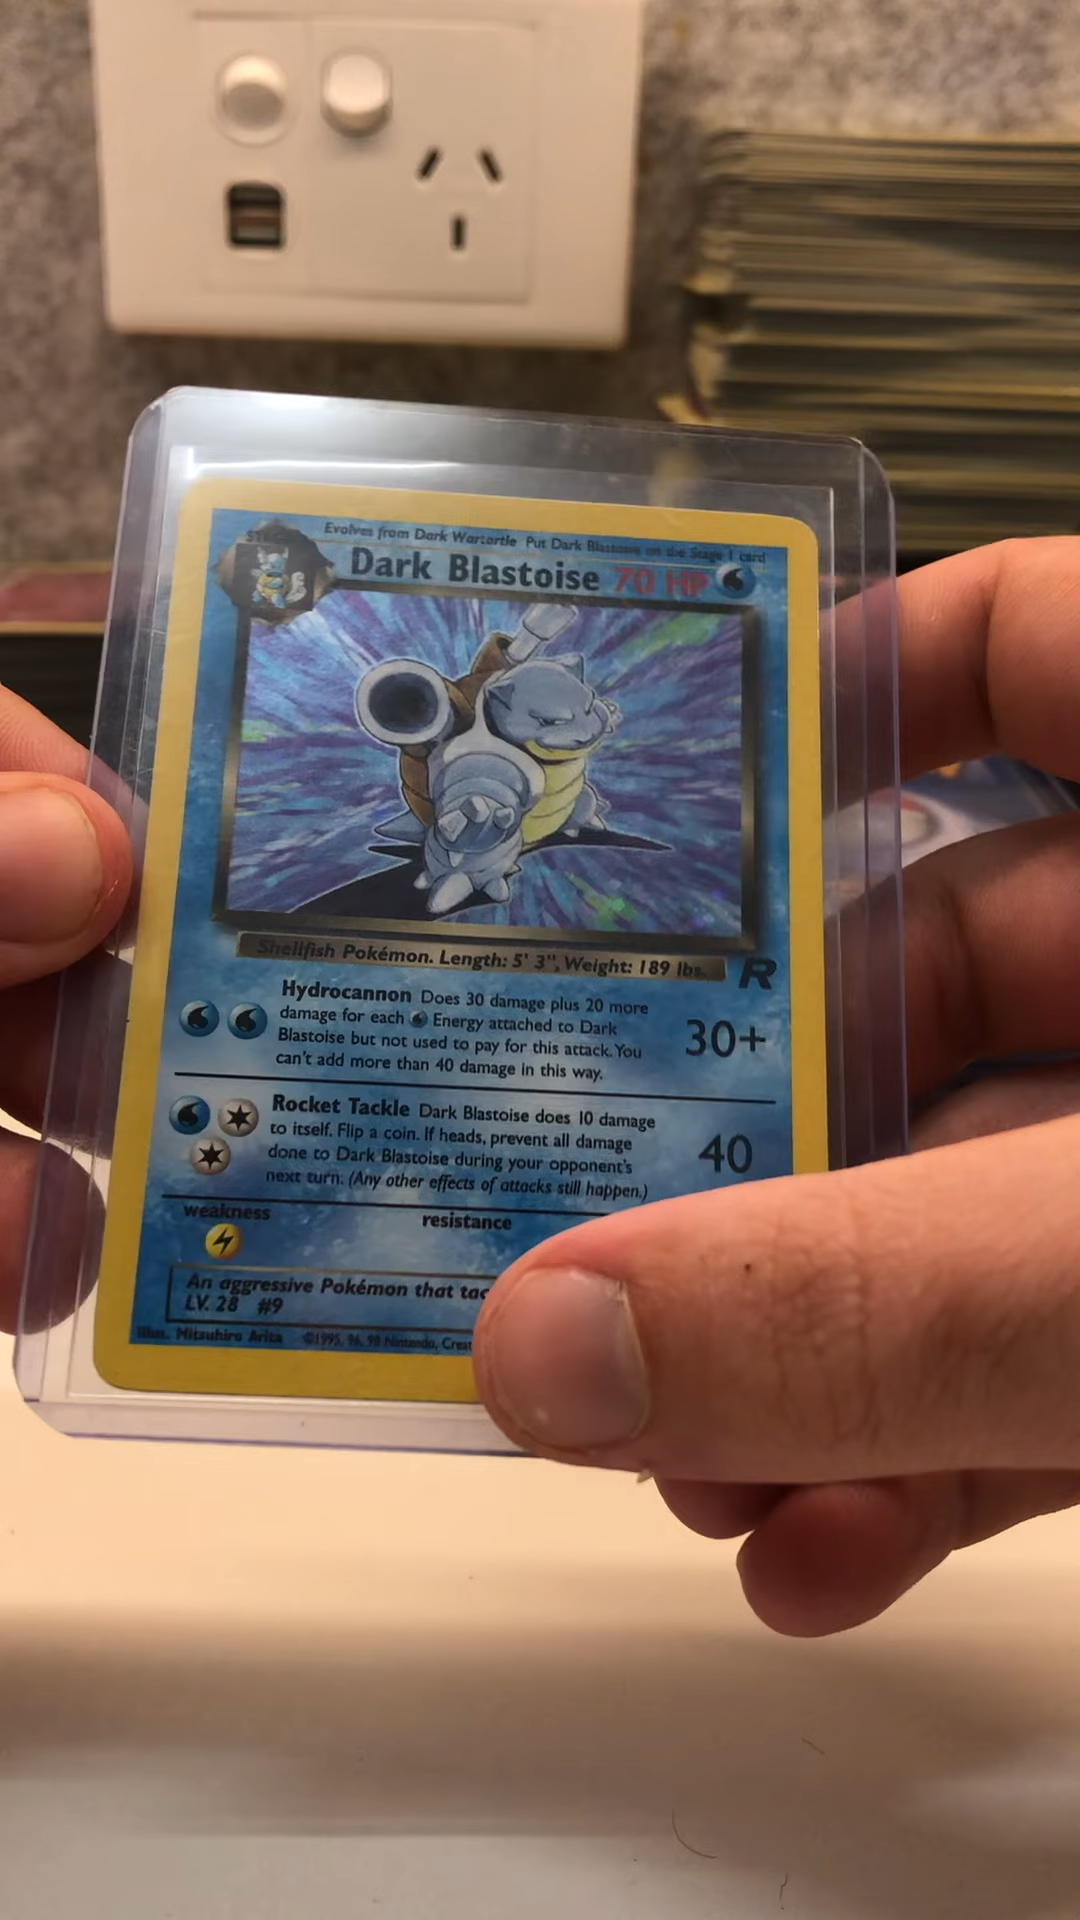 Evolves from Dark Wartortle Put Dark Blastoise on the Stage 1 card
Dark Blastoise 70 HP
Shellfish Pokémon. Length: 5' 3", Weight: 189 lbs.
R
Hydrocannon Does 30 damage plus 20 more
damage for each Energy attached to Dark
Blastoise but not used to pay for this attack. You
can't add more than 40 damage in this way.
30+
Rocket Tackle Dark Blastoise does 10 damage
to itself. Flip a coin. If heads, prevent all damage
done to Dark Blastoise during your opponent's
next turn. (Any other effects of attacks still happen.)
40
weakness
resistance
An aggressive Pokémon that tac
LV. 28 #9
Illus. Mitsuhiro Arita ©1995, 96, 98 Nintendo, Creat